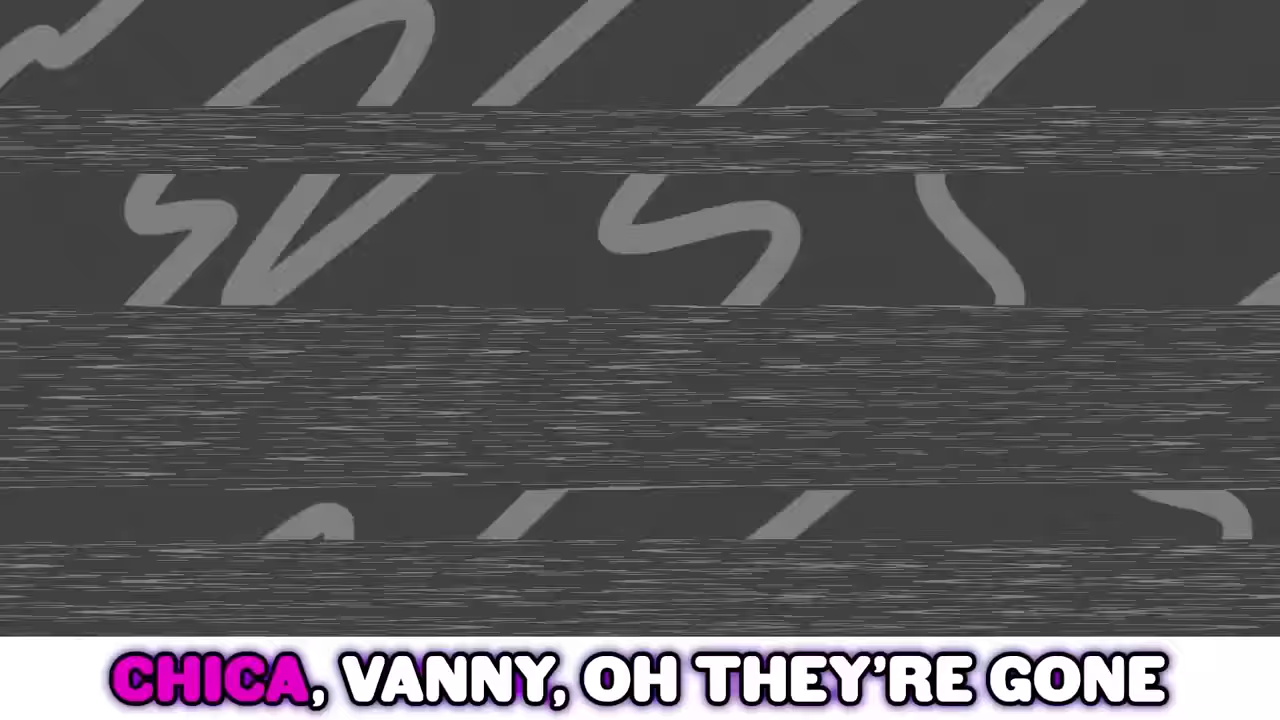 CHICA, VANNY, OH THEY’RE GONE